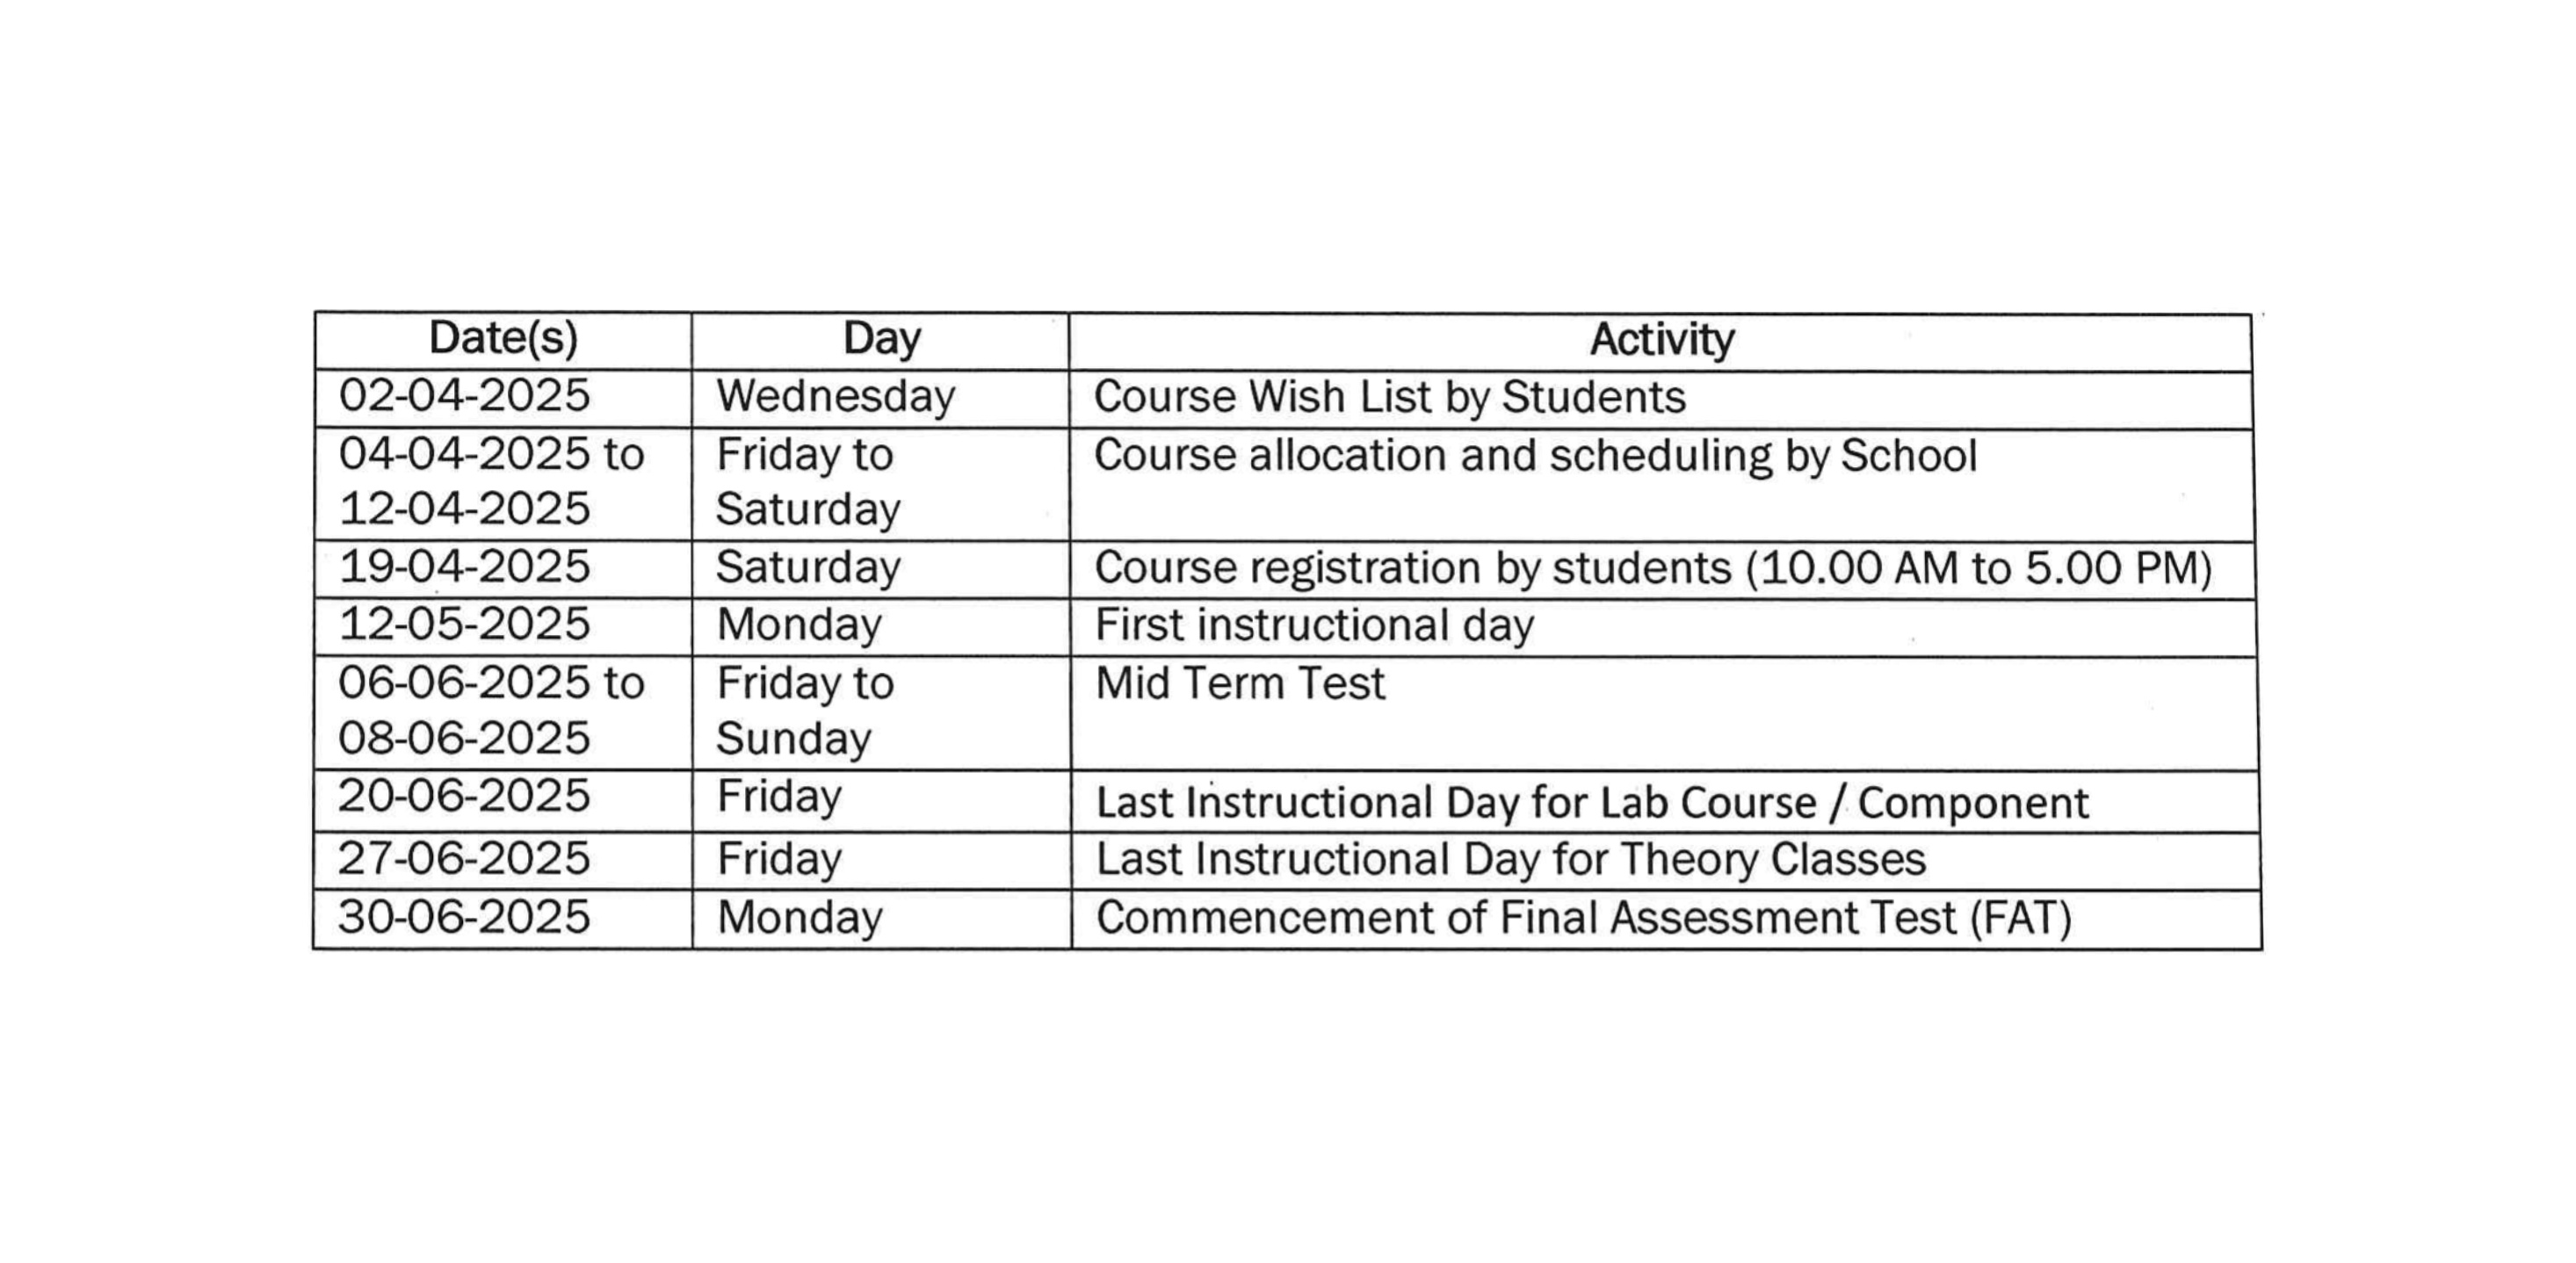 Date(s) Day Activity
02-04-2025 Wednesday Course Wish List by Students
04-04-2025 to Friday to Course allocation and scheduling by School
12-04-2025 Saturday
19-04-2025 Saturday Course registration by students (10.00 AM to 5.00 PM)
12-05-2025 Monday First instructional day
06-06-2025 to Friday to Mid Term Test
08-06-2025 Sunday
20-06-2025 Friday Last Instructional Day for Lab Course / Component
27-06-2025 Friday Last Instructional Day for Theory Classes
30-06-2025 Monday Commencement of Final Assessment Test (FAT)